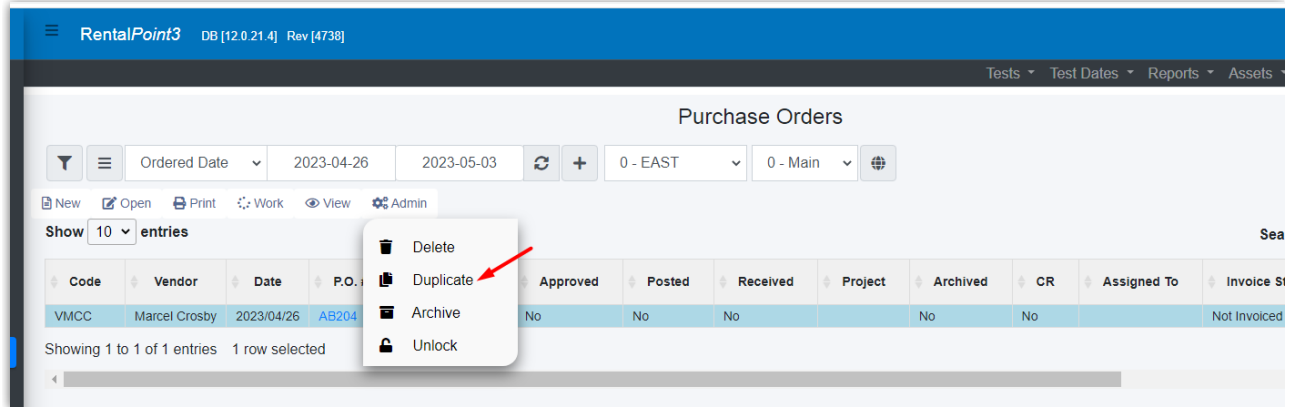 RentalPoint3 DB [12.0.21.4] Rev [4738]
Tests Test Dates Reports Assets
Purchase Orders
Ordered Date 2023-04-26 2023-05-03 0 - EAST 0 - Main
New Open Print Work View Admin
Show 10 entries
Sea
Delete
Duplicate
Archive
Unlock
Code Vendor Date P.O. Approved Posted Received Project Archived CR Assigned To Invoice St
VMCC Marcel Crosby 2023/04/26 AB204 No No No No No Not Invoiced
Showing 1 to 1 of 1 entries 1 row selected